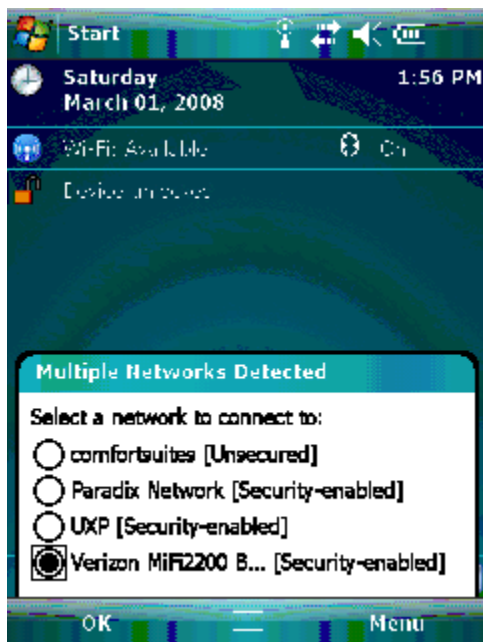 Start
Saturday 1:56 PM
March 01, 2008
Wi-Fi: Available On
Device unlocked
Multiple Networks Detected
Select a network to connect to:
comfortsuites [Unsecured]
Paradix Network [Security-enabled]
UXP [Security-enabled]
Verizon MiFi2200 B... [Security-enabled]
OK Menu